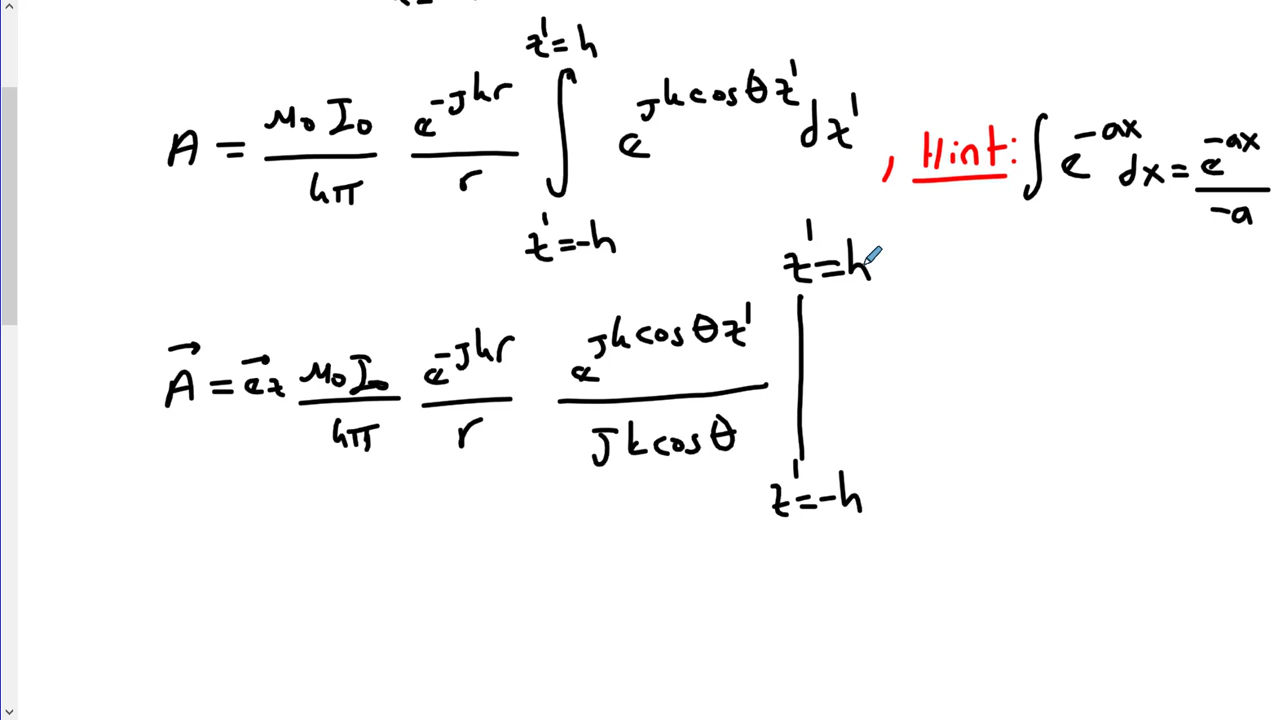 z'=h
A = μ₀I₀/4π e^-Jkr/r ∫ e^Jkcosθz' dz' , Hint: ∫e^-ax dx = e^-ax/-a
z'=-h
z'=h
A⃗ = e⃗z μ₀I₀/4π e^-Jkr/r e^Jkcosθz'/Jkcosθ |
z'=-h